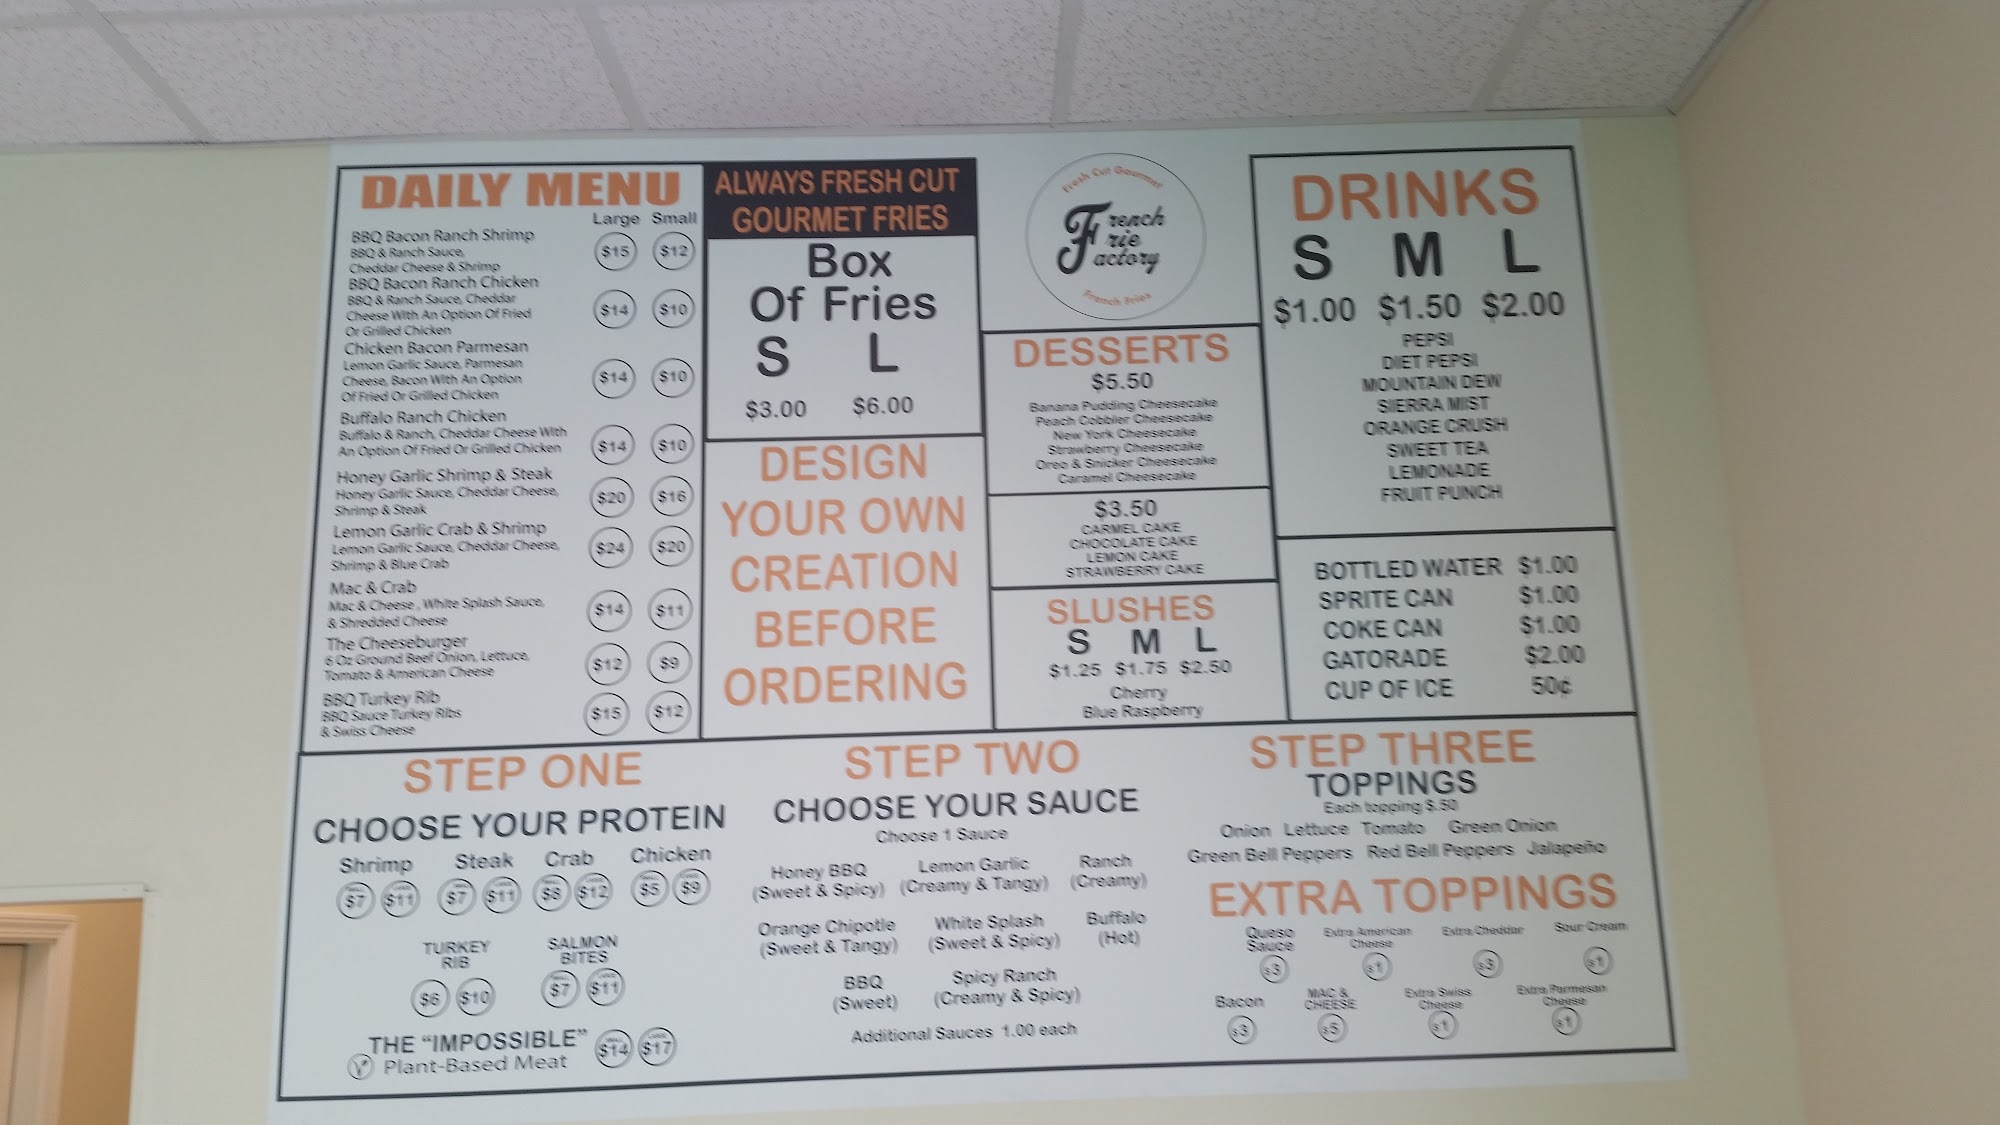 DAILY MENU
Large Small
BBQ Bacon Ranch Shrimp
BBQ & Ranch Sauce,
Cheddar Cheese & Shrimp
$15 $12
BBQ Bacon Ranch Chicken
BBQ & Ranch Sauce, Cheddar
Cheese With An Option Of Fried
Or Grilled Chicken
$14 $10
Chicken Bacon Parmesan
Lemon Garlic Sauce, Parmesan
Cheese, Bacon With An Option
Of Fried Or Grilled Chicken
$14 $10
Buffalo Ranch Chicken
Buffalo & Ranch, Cheddar Cheese With
An Option Of Fried Or Grilled Chicken
$14 $10
Honey Garlic Shrimp & Steak
Honey Garlic Sauce, Cheddar Cheese,
Shrimp & Steak
$20 $16
Lemon Garlic Crab & Shrimp
Lemon Garlic Sauce, Cheddar Cheese,
Shrimp & Blue Crab
$24 $20
Mac & Crab
Mac & Cheese , White Splash Sauce,
& Shredded Cheese
$14 $11
The Cheeseburger
6 Oz Ground Beef Onion, Lettuce,
Tomato & American Cheese
$12 $9
BBQ Turkey Rib
BBQ Sauce Turkey Ribs
& Swiss Cheese
$15 $12
ALWAYS FRESH CUT
GOURMET FRIES
Box
Of Fries
S L
$3.00 $6.00
DESIGN
YOUR OWN
CREATION
BEFORE
ORDERING
Fresh Cut Gourmet
French
Frie
Factory
French Fries
DESSERTS
$5.50
Banana Pudding Cheesecake
Peach Cobbler Cheesecake
New York Cheesecake
Strawberry Cheesecake
Oreo & Snicker Cheesecake
Caramel Cheesecake
$3.50
CARMEL CAKE
CHOCOLATE CAKE
LEMON CAKE
STRAWBERRY CAKE
SLUSHES
S M L
$1.25 $1.75 $2.50
Cherry
Blue Raspberry
DRINKS
S M L
$1.00 $1.50 $2.00
PEPSI
DIET PEPSI
MOUNTAIN DEW
SIERRA MIST
ORANGE CRUSH
SWEET TEA
LEMONADE
FRUIT PUNCH
BOTTLED WATER $1.00
SPRITE CAN $1.00
COKE CAN $1.00
GATORADE $2.00
CUP OF ICE 50¢
STEP ONE
CHOOSE YOUR PROTEIN
Shrimp Steak Crab Chicken
$7 $11 $7 $11 $8 $12 $5 $9
TURKEY
RIB
$6 $10
SALMON
BITES
$7 $11
THE “IMPOSSIBLE”
Plant-Based Meat
$14 $17
STEP TWO
CHOOSE YOUR SAUCE
Choose 1 Sauce
Honey BBQ
(Sweet & Spicy)
Lemon Garlic
(Creamy & Tangy)
Ranch
(Creamy)
Orange Chipotle
(Sweet & Tangy)
White Splash
(Sweet & Spicy)
Buffalo
(Hot)
BBQ
(Sweet)
Spicy Ranch
(Creamy & Spicy)
Additional Sauces 1.00 each
STEP THREE
TOPPINGS
Each topping $.50
Onion Lettuce Tomato Green Onion
Green Bell Peppers Red Bell Peppers Jalapeño
EXTRA TOPPINGS
Queso
Sauce
$3
Extra American
Cheese
$1
Extra Cheddar
$3
Sour Cream
$1
Bacon
$3
MAC &
CHEESE
$5
Extra Swiss
Cheese
$1
Extra Parmesan
Cheese
$1